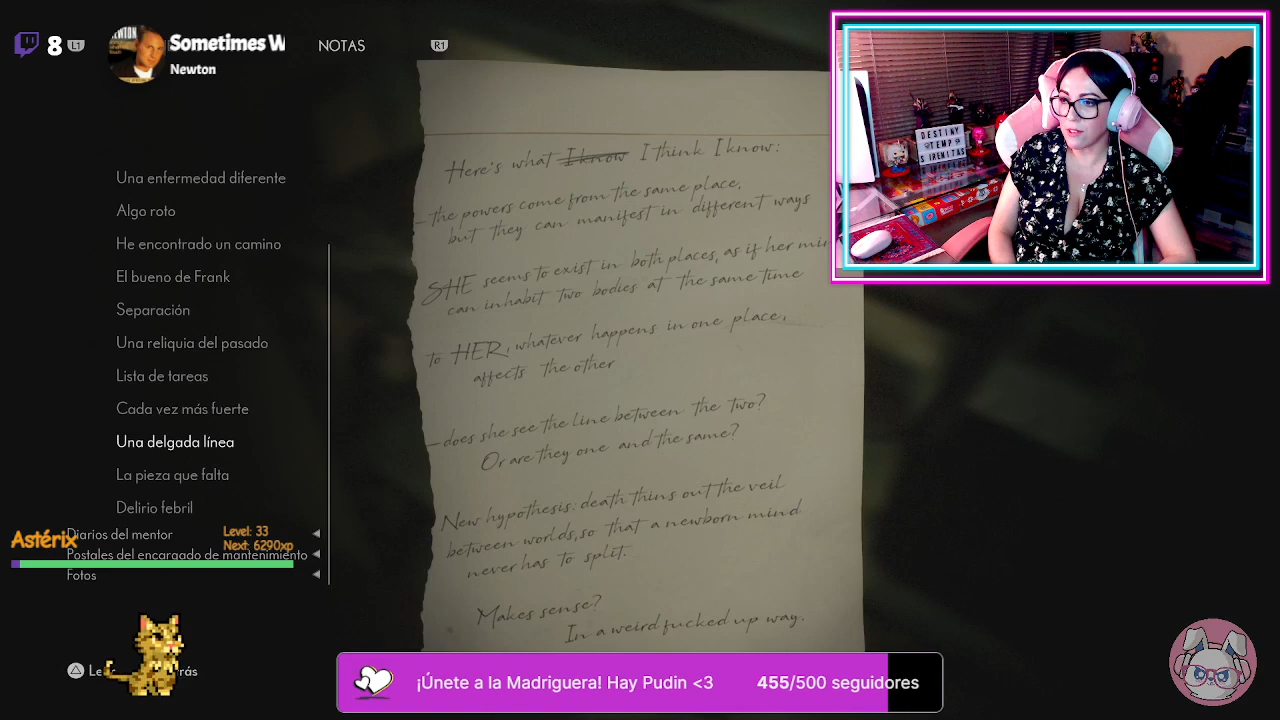 8 L1
Sometimes W
Newton
NOTAS
R1
Una enfermedad diferente
Algo roto
He encontrado un camino
El bueno de Frank
Separación
Una reliquia del pasado
Lista de tareas
Cada vez más fuerte
Una delgada línea
La pieza que falta
Delirio febril
Diarios del mentor
Postales del encargado de mantenimiento
Fotos
Astérix
Level: 33
Next: 6290xp
Here's what I know I think I know:
—the powers come from the same place,
but they can manifest in different ways
SHE seems to exist in both places, as if her
can inhabit two bodies at the same time
to HER, whatever happens in one place,
affects the other
—does she see the line between the two?
Or are they one and the same?
New hypothesis: death thins out the veil
between worlds, so that a newborn mind
never has to split.
Makes sense?
In a weird fucked up way.
DESTINY
TEMP
SIRENITAS
¡Únete a la Madriguera! Hay Pudin <3
455/500 seguidores